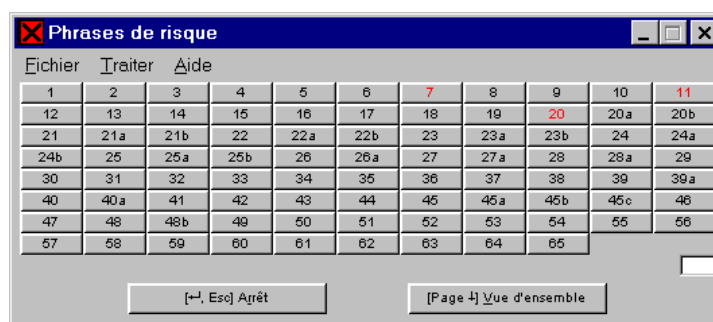 Phrases de risque
Fichier Traiter Aide
1 2 3 4 5 6 7 8 9 10 11
12 13 14 15 16 17 18 19 20 20a 20b
21 21a 21b 22 22a 22b 23 23a 23b 24 24a
24b 25 25a 25b 26 26a 27 27a 28 28a 29
30 31 32 33 34 35 36 37 38 39 39a
40 40a 41 42 43 44 45 45a 45b 45c 46
47 48 48b 49 50 51 52 53 54 55 56
57 58 59 60 61 62 63 64 65
[↵, Esc] Arrêt [Page ↓] Vue d'ensemble